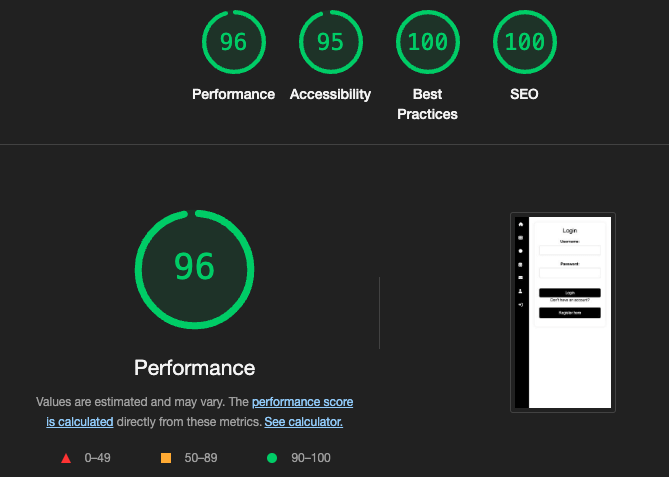 96
95
100
100
Performance
Accessibility
Best
Practices
SEO
96
Performance
Values are estimated and may vary. The performance score
is calculated directly from these metrics. See calculator.
0–49
50–89
90–100
Login
Username:
Password:
Login
Don't have an account?
Register here